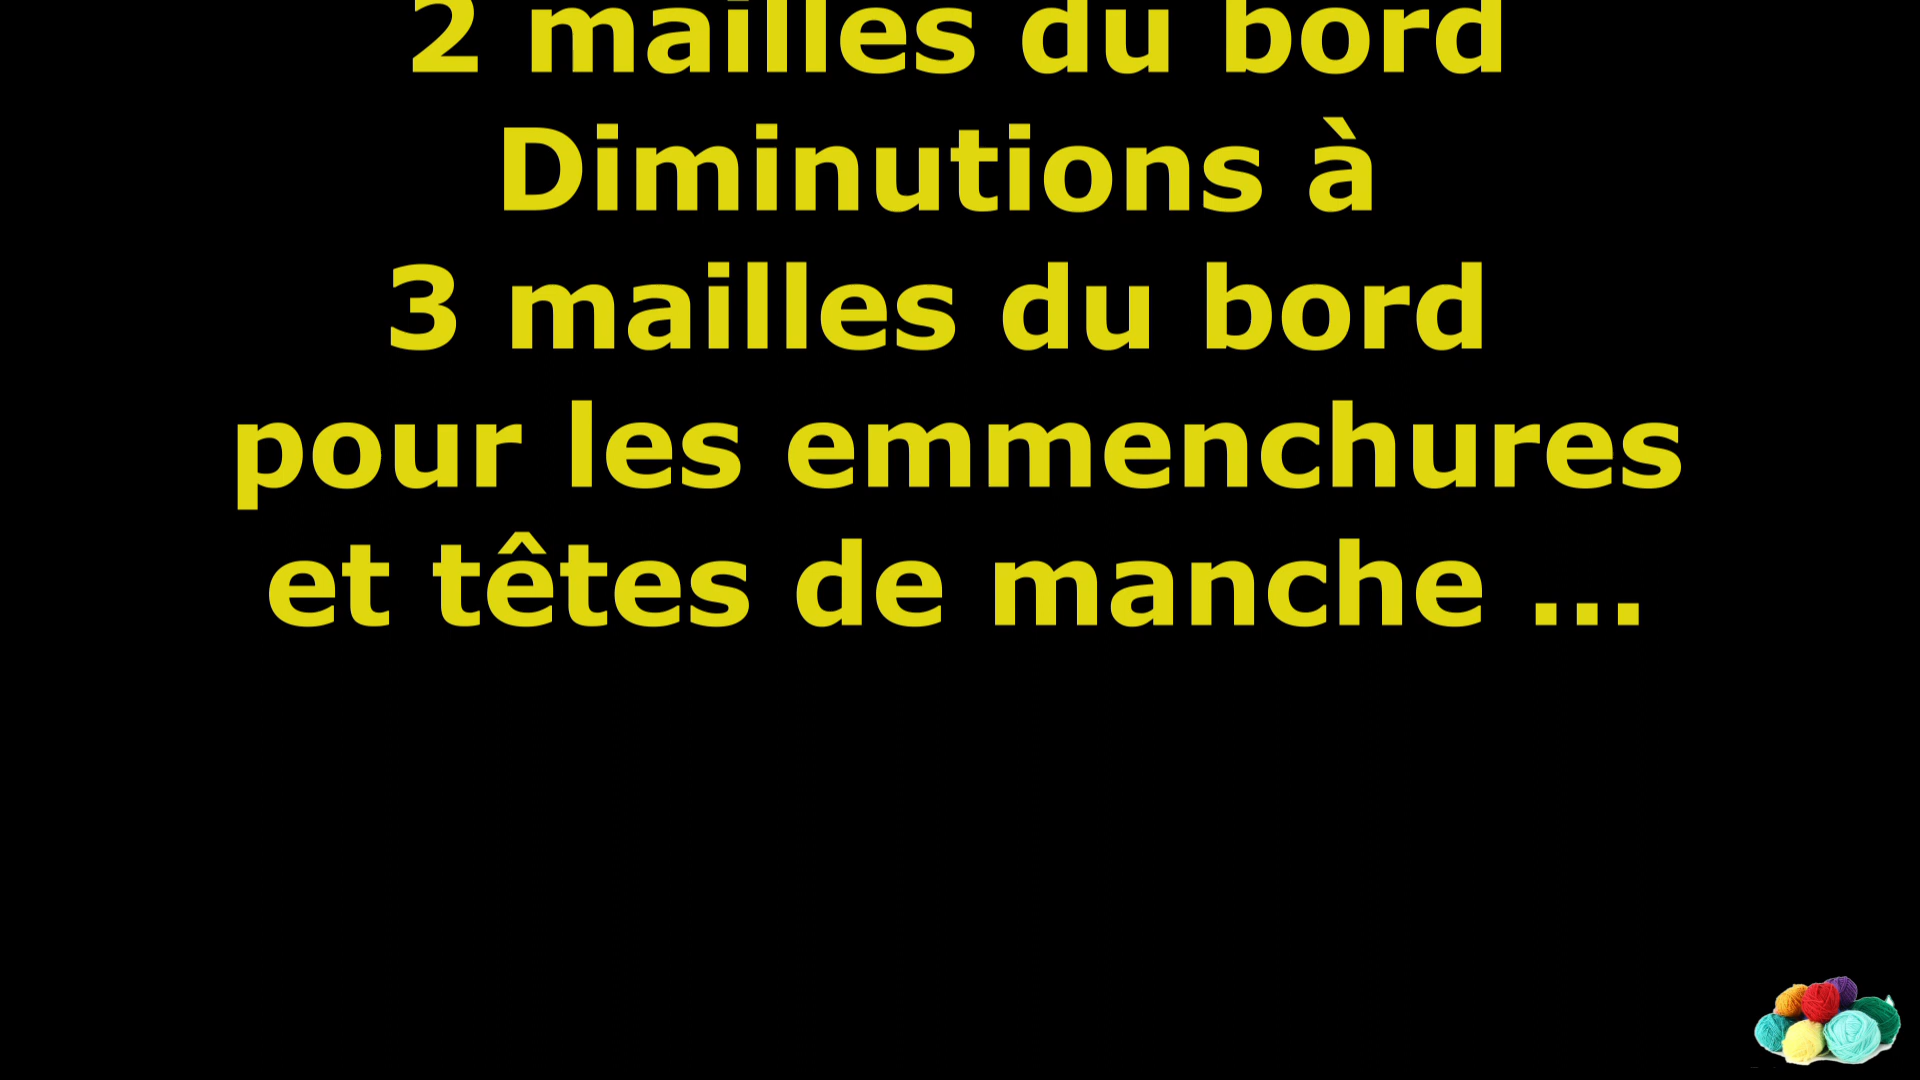 2 mailles du bord
Diminutions à
3 mailles du bord
pour les emmenchures
et têtes de manche ...